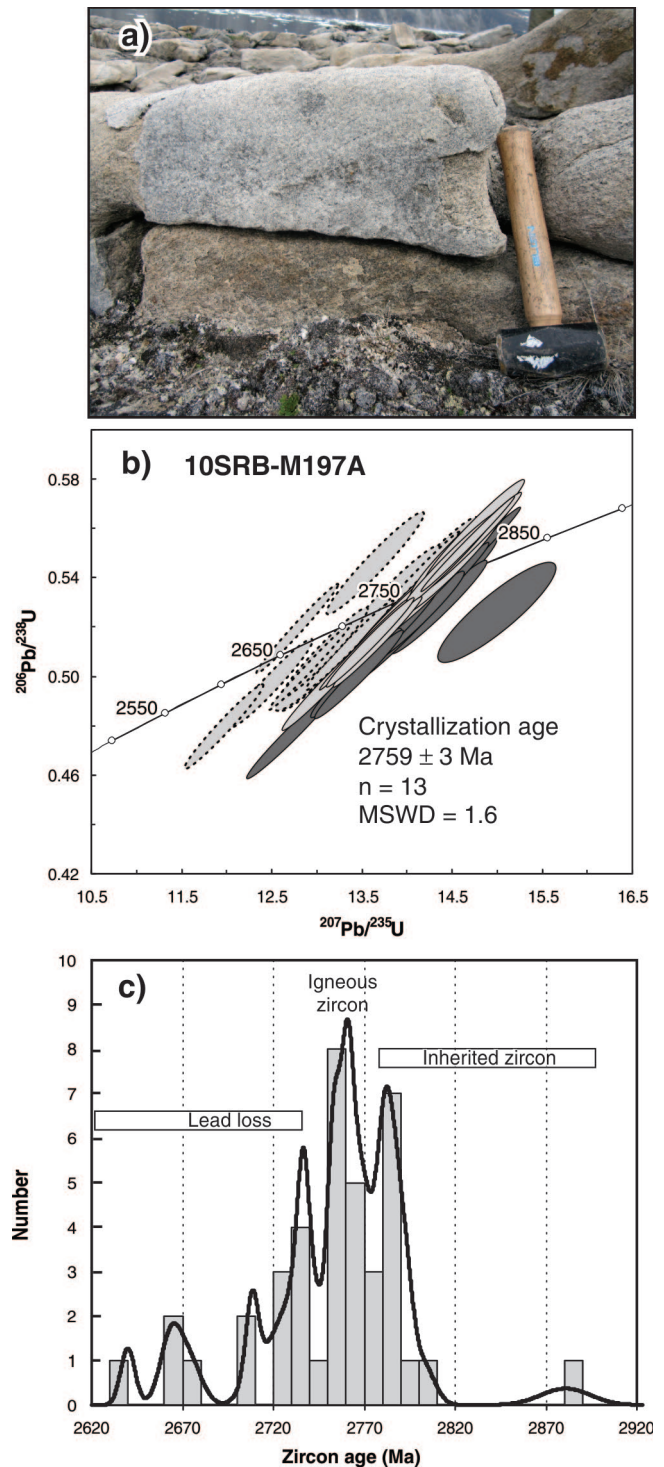 a)
b) 10SRB-M197A
206Pb/238U
0.58
0.54
0.50
0.46
0.42
2850
2750
2650
2550
Crystallization age
2759 ± 3 Ma
n = 13
MSWD = 1.6
10.5 11.5 12.5 13.5 14.5 15.5 16.5
207Pb/235U
c)
Number
10
9
8
7
6
5
4
3
2
1
0
Igneous
zircon
Inherited zircon
Lead loss
2620 2670 2720 2770 2820 2870 2920
Zircon age (Ma)